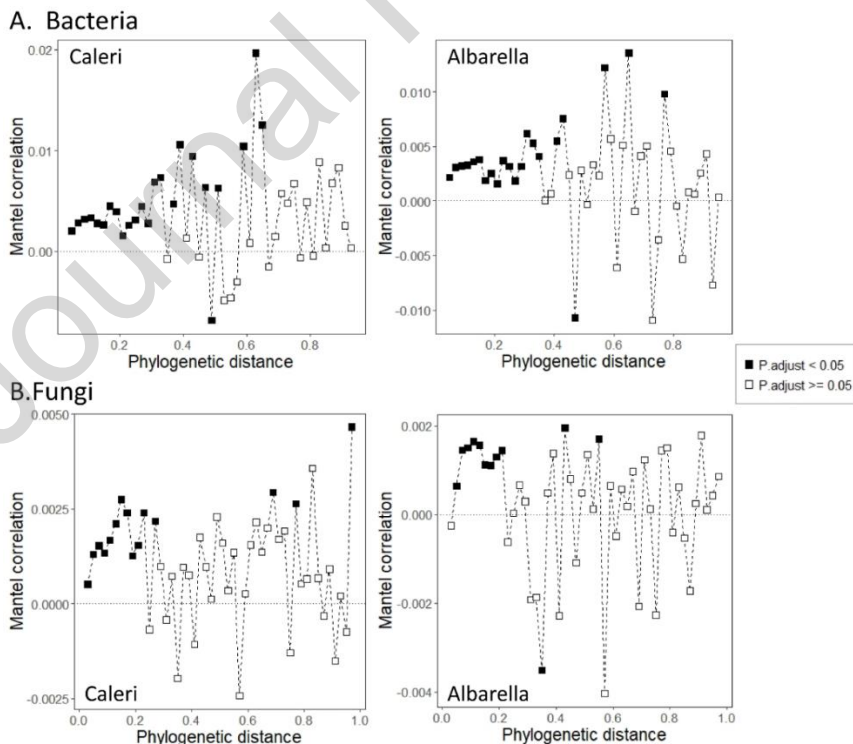 Journal
A. Bacteria
Caleri
Albarella
Mantel correlation
0.02
0.01
0.00
0.2 0.4 0.6 0.8
Phylogenetic distance
Mantel correlation
0.010
0.005
0.000
-0.005
-0.010
0.2 0.4 0.6 0.8
Phylogenetic distance
P.adjust < 0.05
P.adjust >= 0.05
B.Fungi
Mantel correlation
0.0050
0.0025
0.0000
-0.0025
Caleri
0.0 0.2 0.4 0.6 0.8 1.0
Phylogenetic distance
Mantel correlation
0.002
0.000
-0.002
-0.004
Albarella
0.0 0.2 0.4 0.6 0.8 1.0
Phylogenetic distance